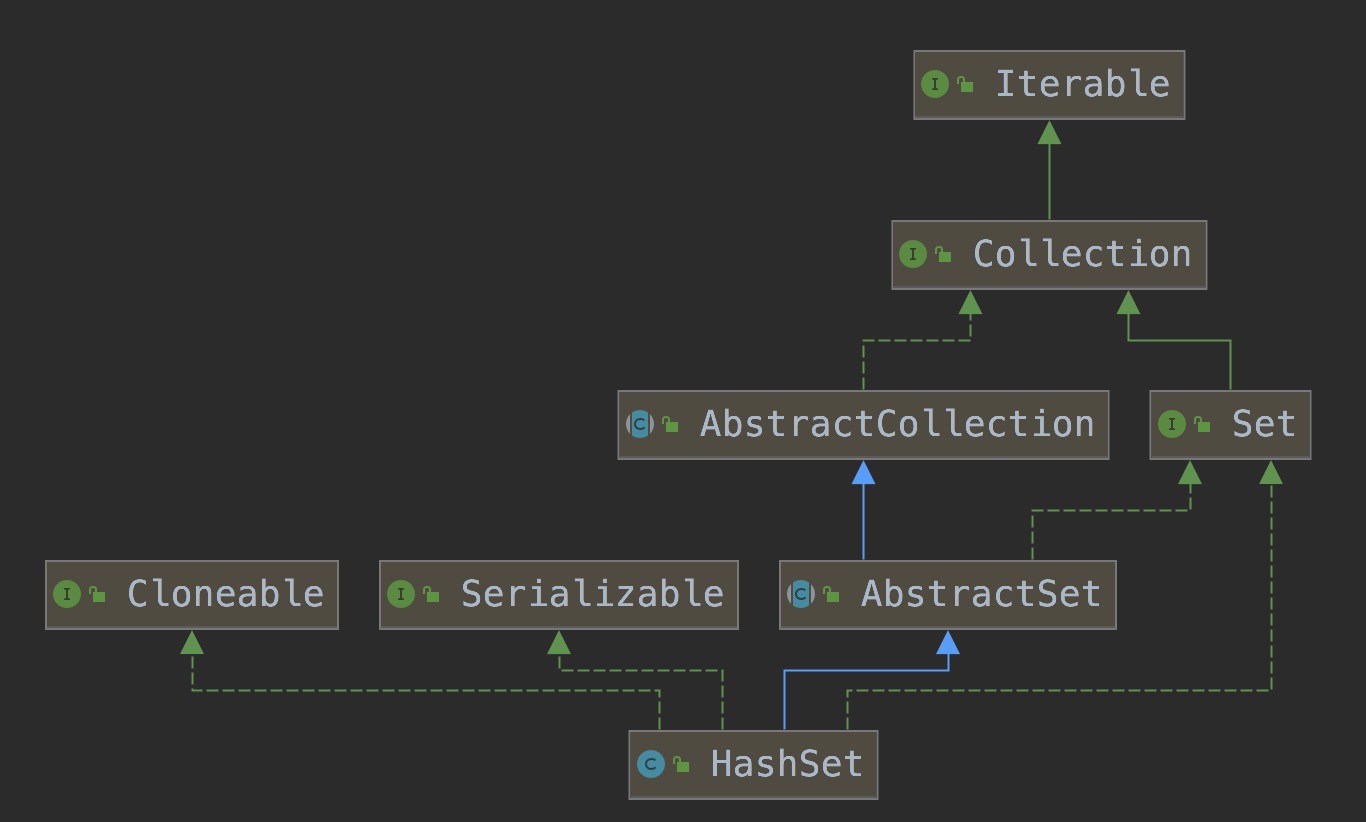 I Iterable
I Collection
C AbstractCollection
I Set
I Cloneable
I Serializable
C AbstractSet
C HashSet